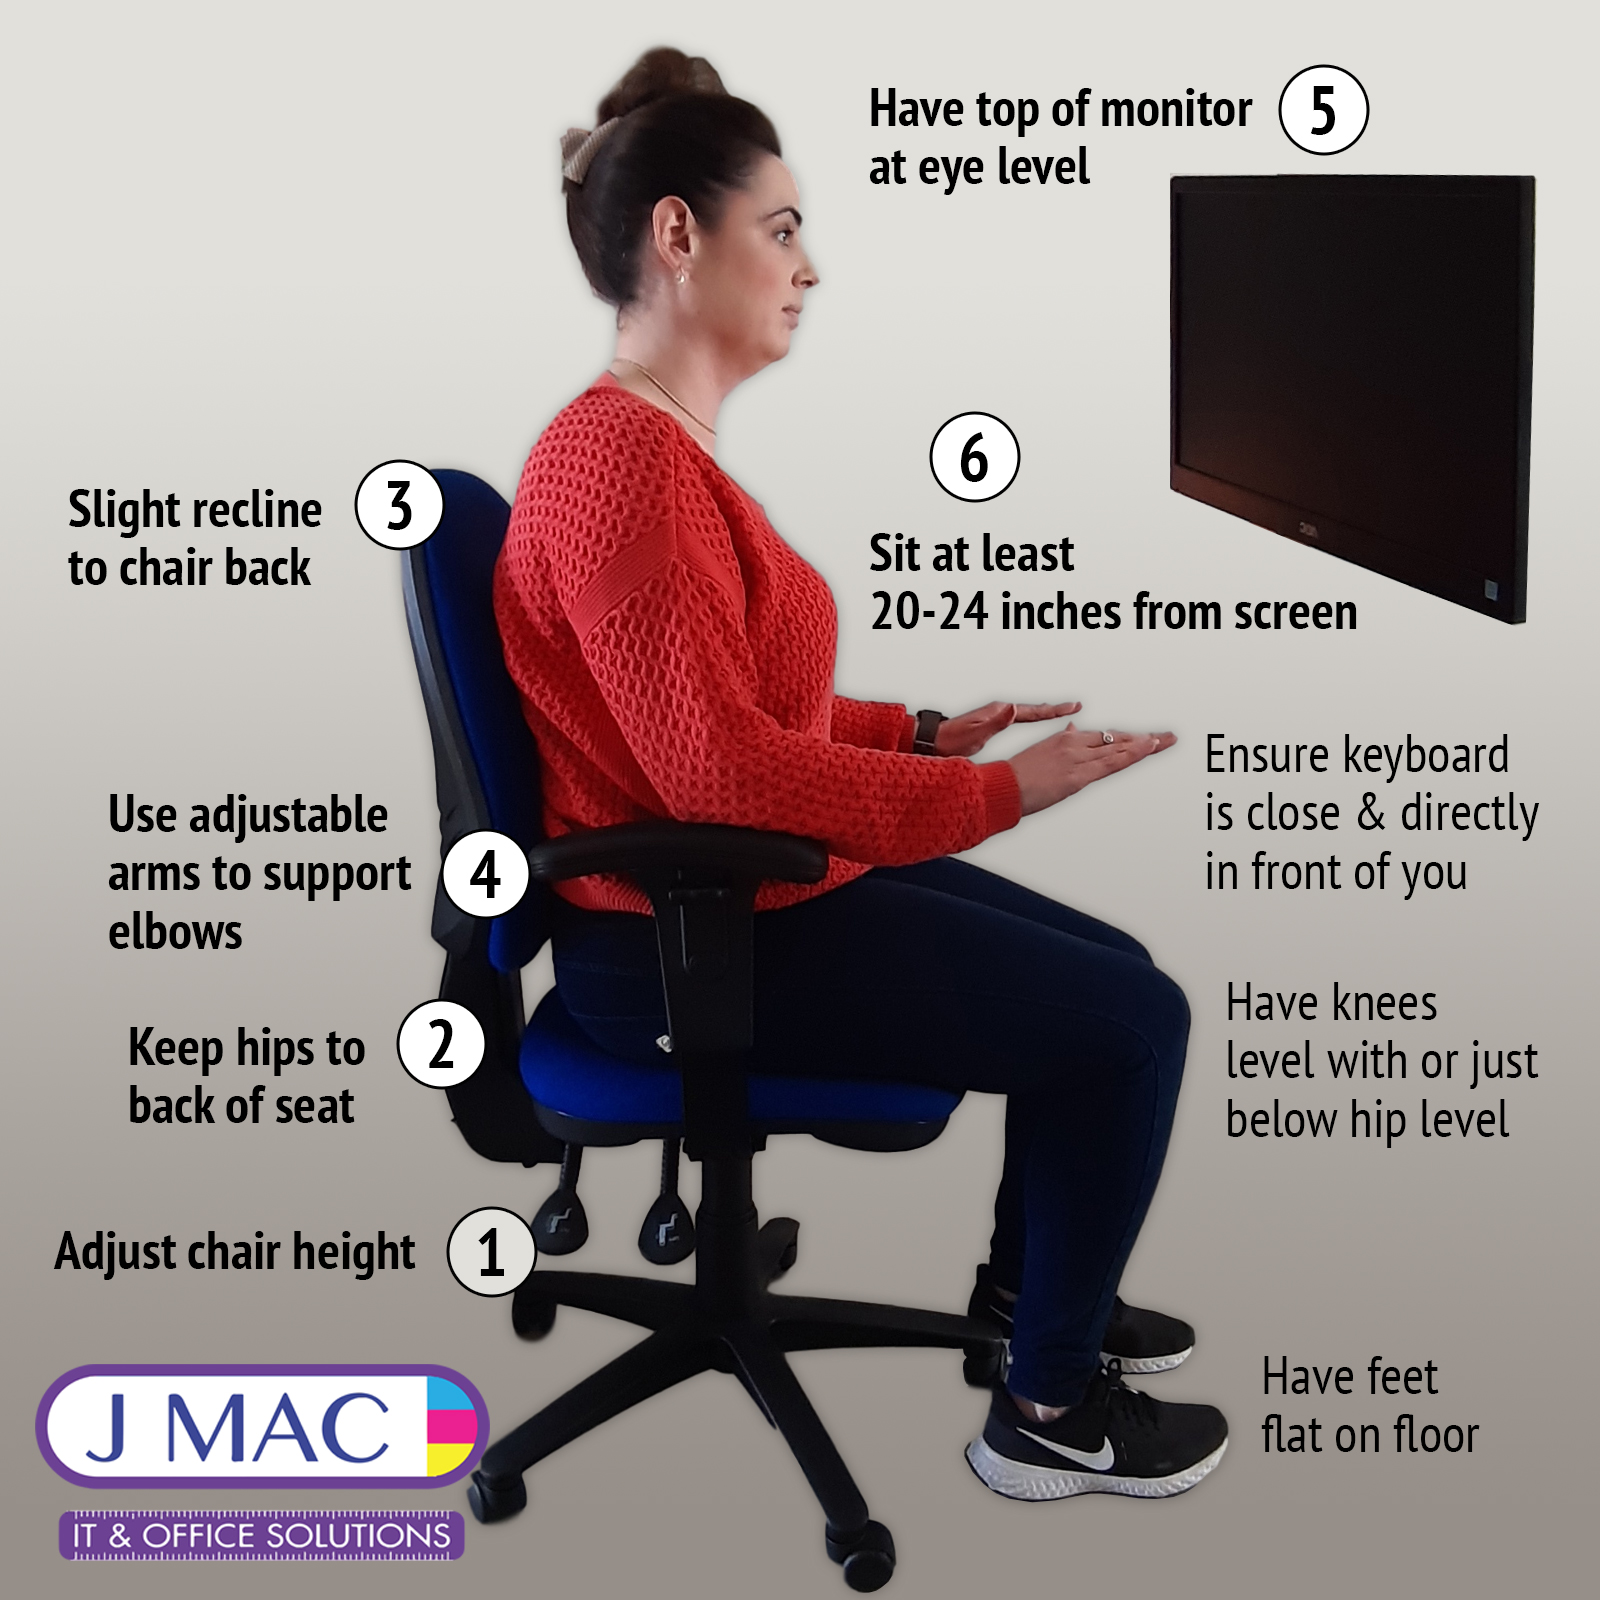 Have top of monitor
at eye level
5
6
Sit at least
20-24 inches from screen
3
Slight recline
to chair back
Ensure keyboard
is close & directly
in front of you
Use adjustable
arms to support
elbows
4
Have knees
level with or just
below hip level
Keep hips to
back of seat
2
Adjust chair height
1
Have feet
flat on floor
J MAC
IT & OFFICE SOLUTIONS